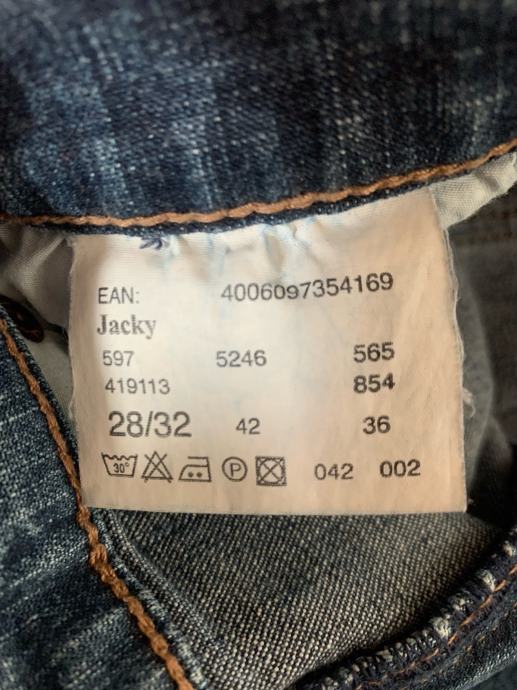 EAN: 4006097354169
Jacky
597 5246 565
419113 854
28/32 42 36
30° P 042 002